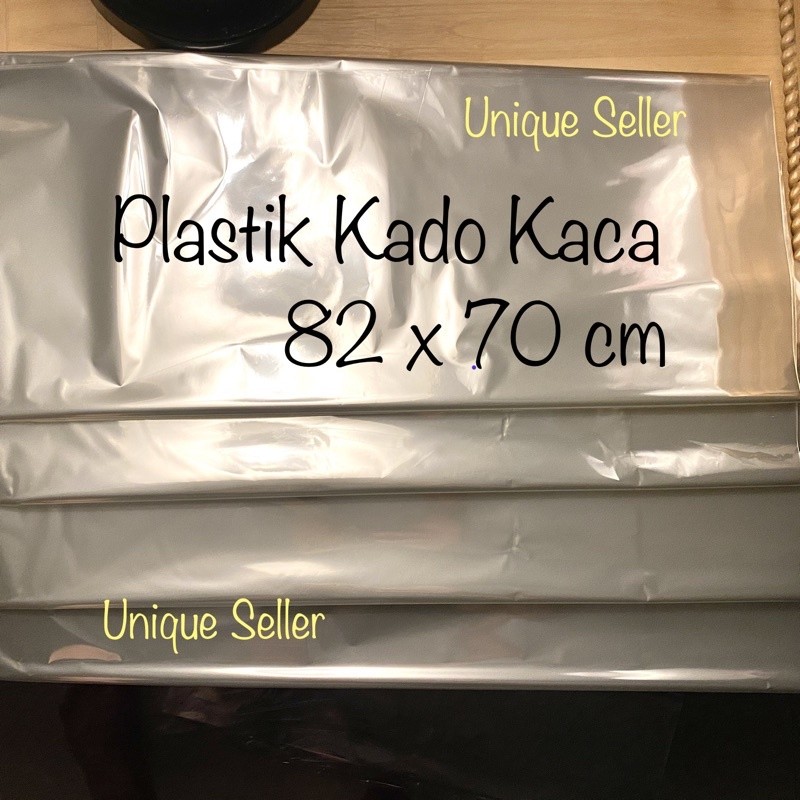 Unique Seller
Plastik Kado Kaca
82 x 70 cm
Unique Seller